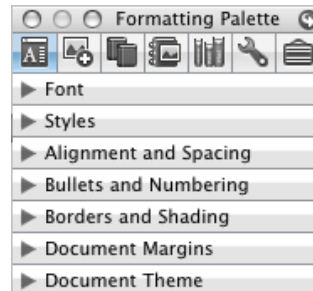 Formatting Palette
A
Font
Styles
Alignment and Spacing
Bullets and Numbering
Borders and Shading
Document Margins
Document Theme